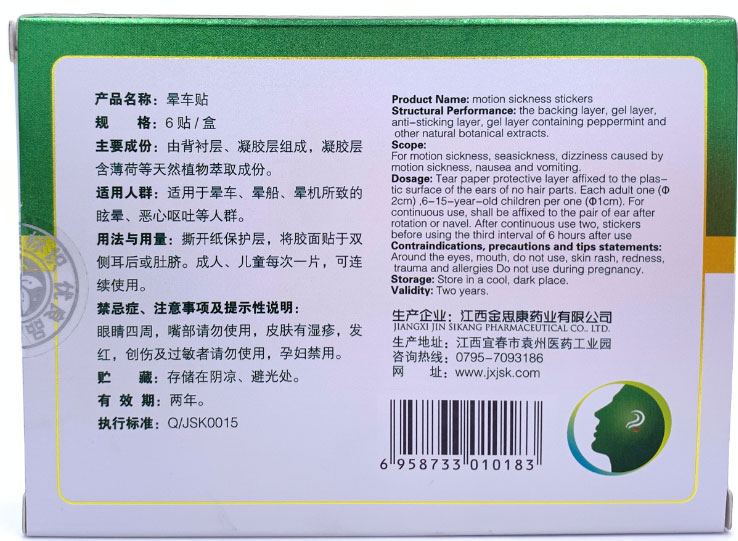 产品名称：晕车贴
规 格：6贴/盒
主要成份：由背衬层、凝胶层组成，凝胶层
含薄荷等天然植物萃取成份。
适用人群：适用于晕车、晕船、晕机所致的
眩晕、恶心呕吐等人群。
用法与用量：撕开纸保护层，将胶面贴于双
侧耳后或肚脐。成人、儿童每次一片，可连
续使用。
禁忌症、注意事项及提示性说明：
眼睛四周，嘴部请勿使用，皮肤有湿疹，发
红，创伤及过敏者请勿使用，孕妇禁用。
贮 藏：存储在阴凉、避光处。
有 效 期：两年。
执行标准：Q/JSK0015
Product Name: motion sickness stickers
Structural Performance: the backing layer, gel layer,
anti-sticking layer, gel layer containing peppermint and
other natural botanical extracts.
Scope:
For motion sickness, seasickness, dizziness caused by
motion sickness, nausea and vomiting.
Dosage: Tear paper protective layer affixed to the plas-
tic surface of the ears of no hair parts. Each adult one (Φ
2cm) ,6-15-year-old children per one (Φ1cm). For
continuous use, shall be affixed to the pair of ear after
rotation or navel. After continuous use two, stickers
before using the third interval of 6 hours after use
Contraindications, precautions and tips statements:
Around the eyes, mouth, do not use, skin rash, redness,
trauma and allergies Do not use during pregnancy.
Storage: Store in a cool, dark place.
Validity: Two years.
生产企业：江西金思康药业有限公司
JIANGXI JIN SIKANG PHARMACEUTICAL CO., LTD.
生产地址：江西宜春市袁州医药工业园
咨询热线：0795-7093186
网 址：www.jxjsk.com
6 958733 010183